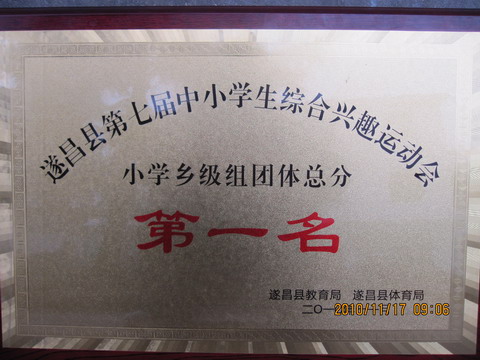 遂昌县第七届中小学生综合兴趣运动会
小学乡级组团体总分
第一名
遂昌县教育局 遂昌县体育局
二〇一
2010/11/17 09:06